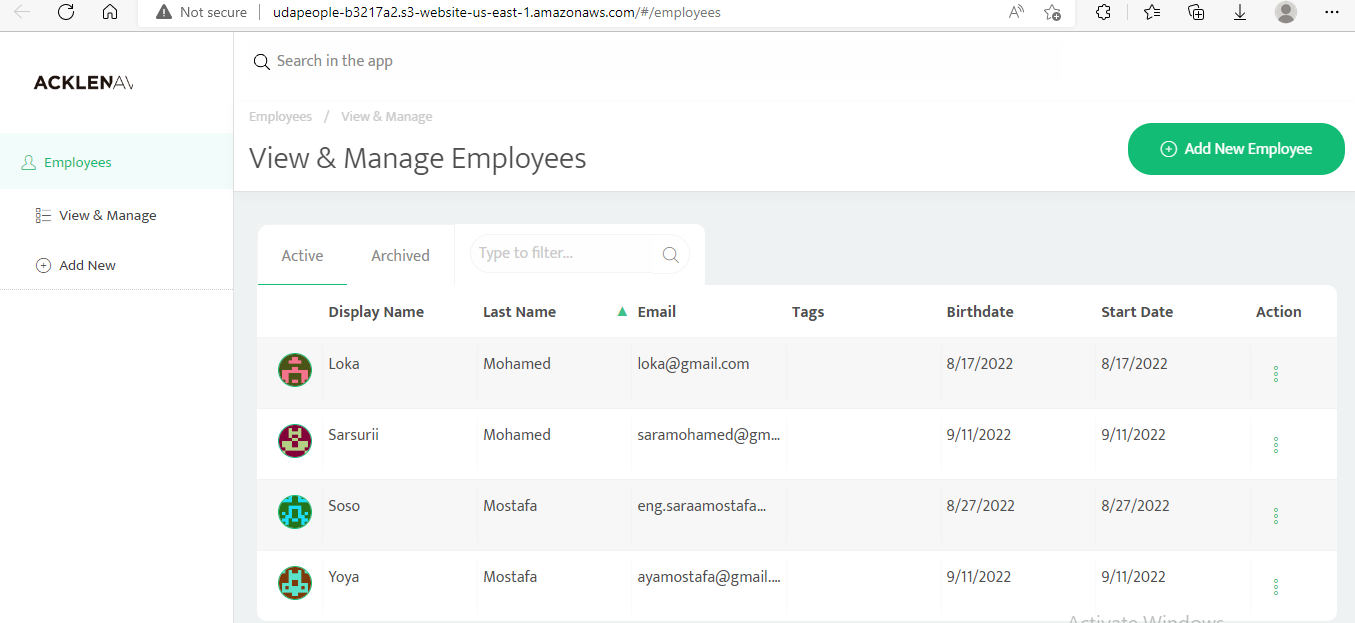 Not secure | udapeople-b3217a2.s3-website-us-east-1.amazonaws.com/#/employees
ACKLENAV
Search in the app
Employees / View & Manage
View & Manage Employees
Add New Employee
Employees
View & Manage
Add New
Active Archived Type to filter...
Display Name Last Name Email Tags Birthdate Start Date Action
Loka Mohamed loka@gmail.com 8/17/2022 8/17/2022
Sarsurii Mohamed saramohamed@gm... 9/11/2022 9/11/2022
Soso Mostafa eng.saraamostafa... 8/27/2022 8/27/2022
Yoya Mostafa ayamostafa@gmail.... 9/11/2022 9/11/2022
Activate Windows